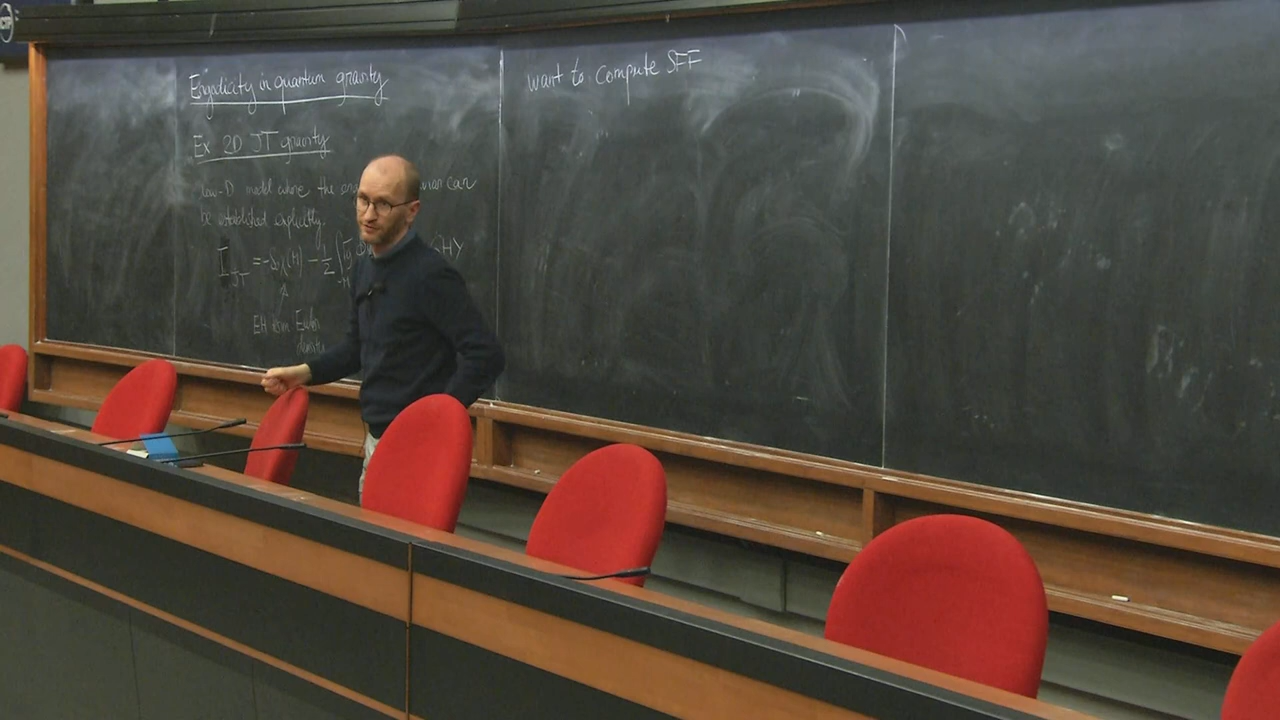 Ergodicity in quantum gravity
Ex 2D JT gravity
low-D model where the can
be established explicitly.
I_JT = -S₀χ(M) - 1/2 ∫ √g GHY
EH term Euler
density
want to compute SFF